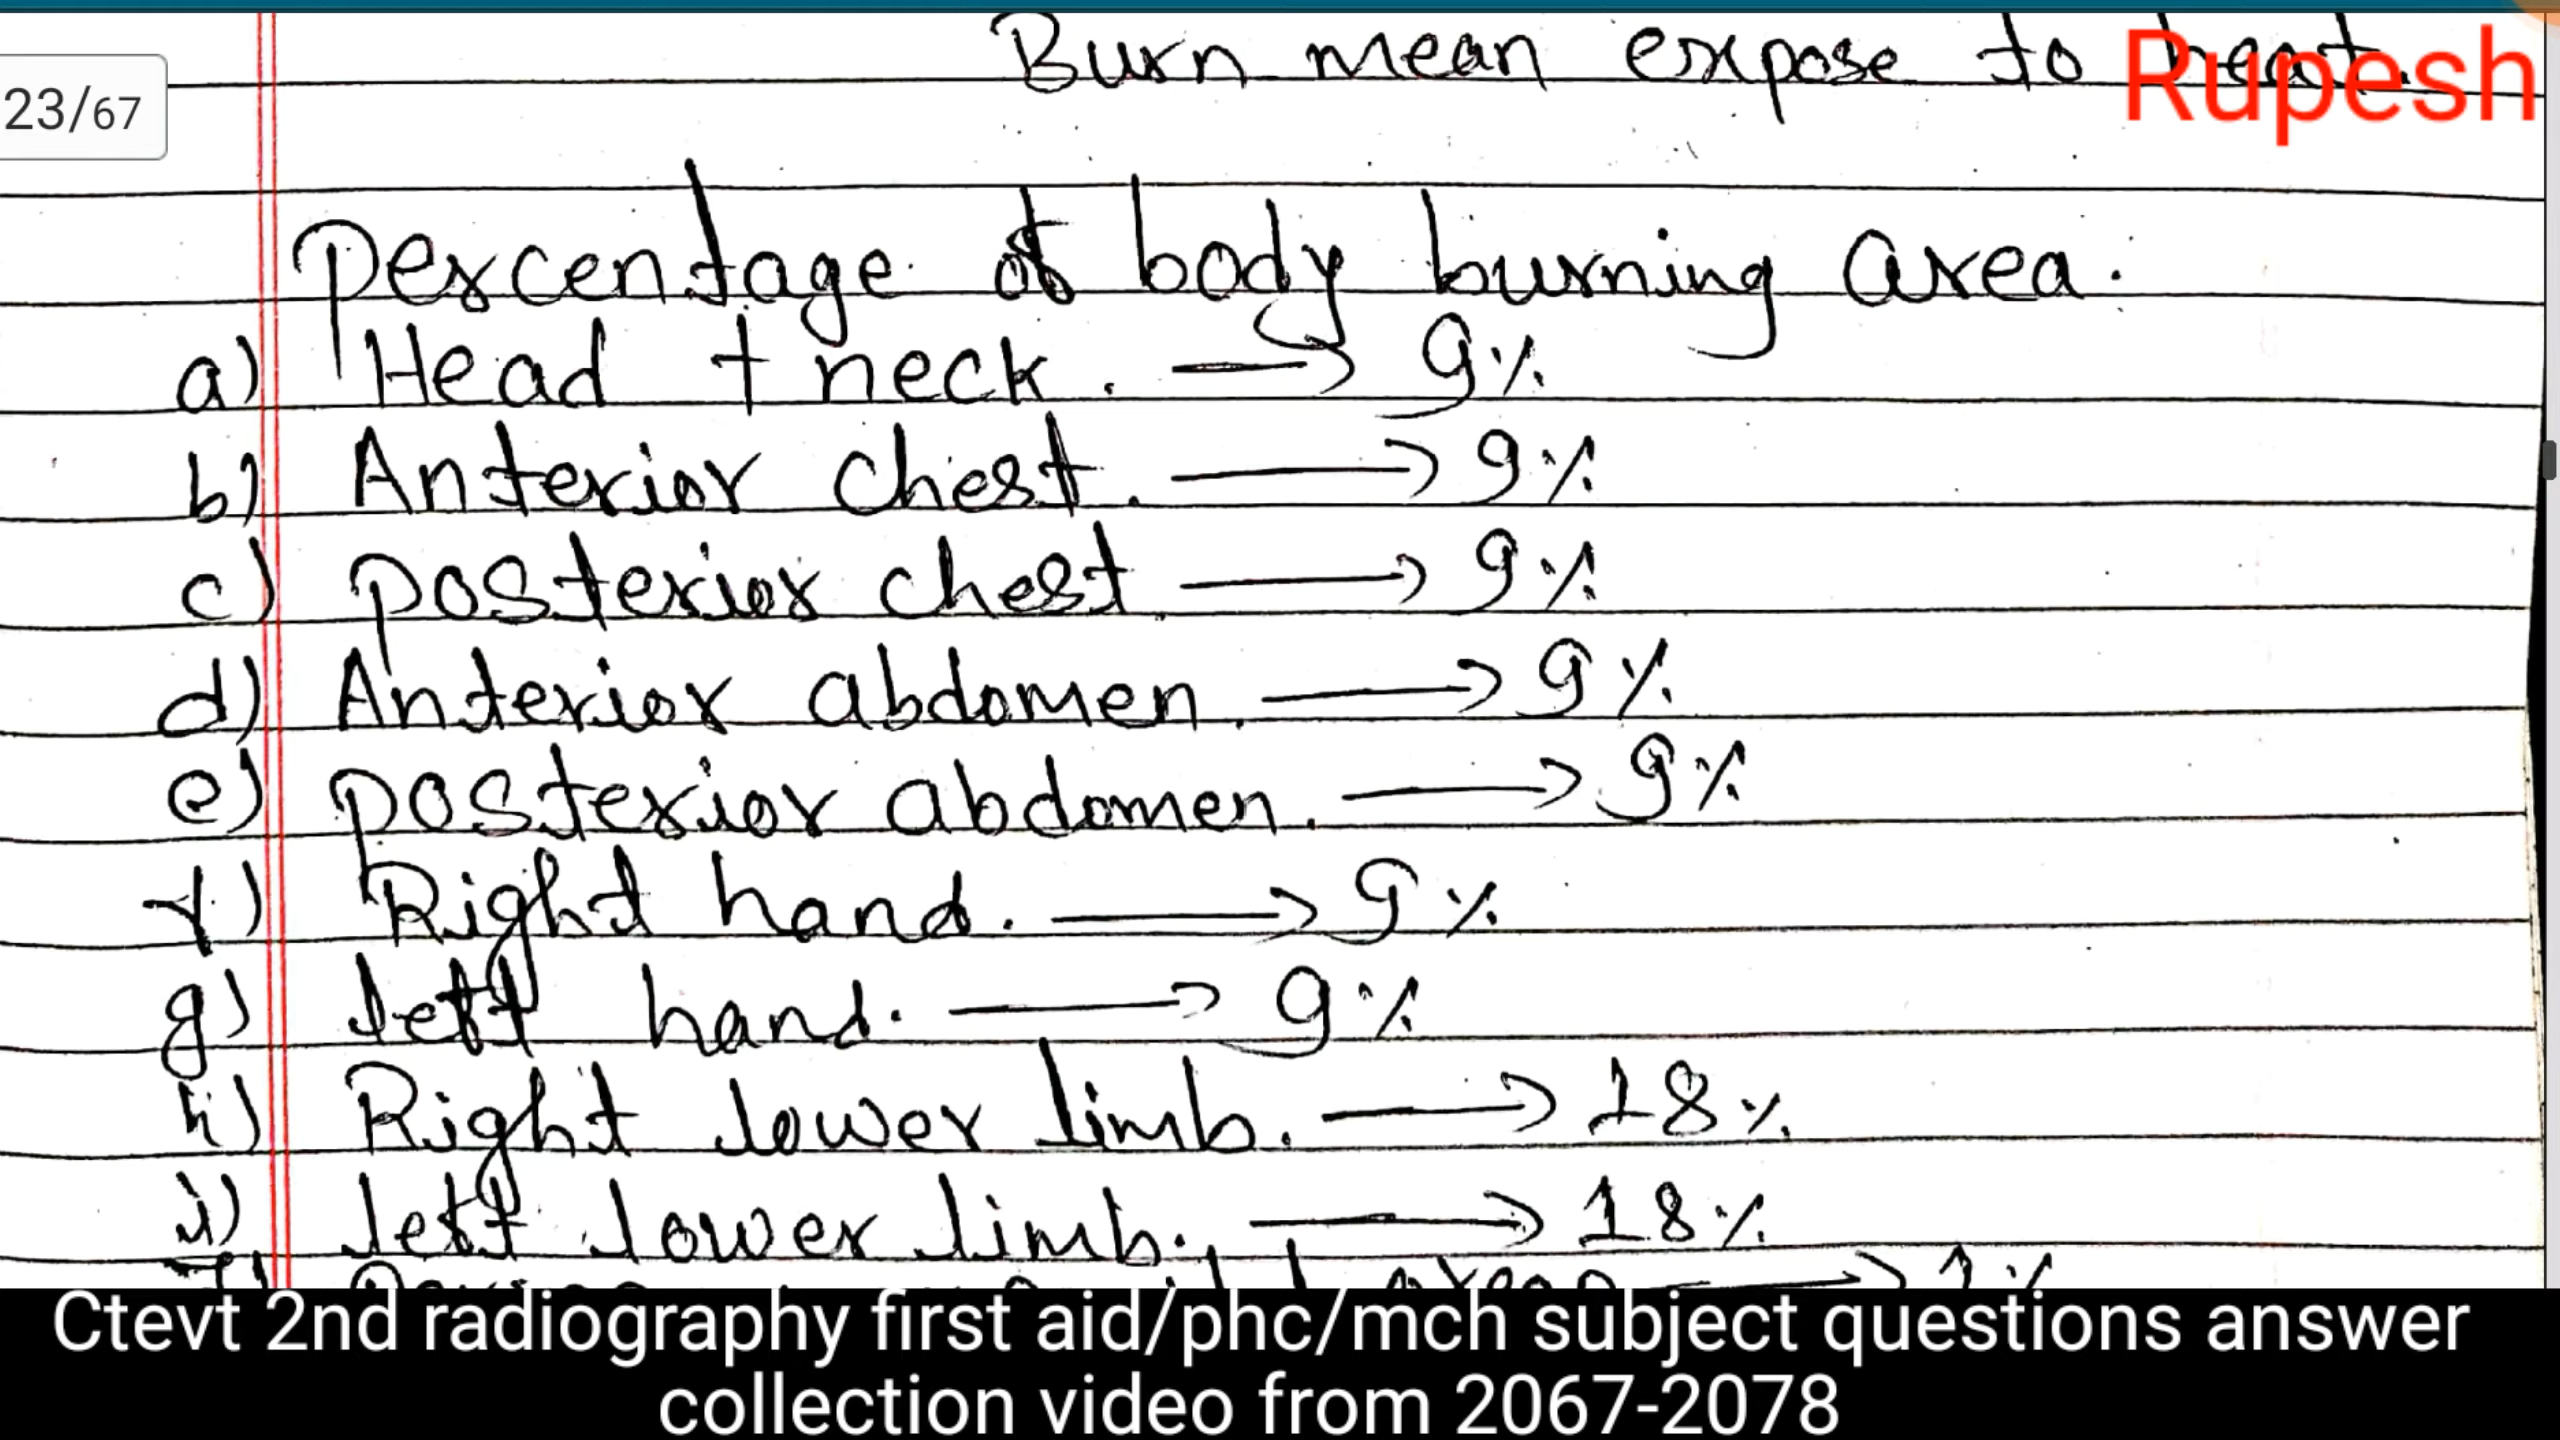 Burn mean expose to heat.
Rupesh
23/67
Percentage of body burning area.
a) Head + neck. → 9%
b) Anterior chest. → 9%
c) posterior chest. → 9%
d) Anterior abdomen. → 9%
e) posterior abdomen. → 9%
f) Right hand. → 9%
g) left hand. → 9%
h) Right lower limb. → 18%
i) left lower limb. → 18%
area → 1%
Ctevt 2nd radiography first aid/phc/mch subject questions answer
collection video from 2067-2078